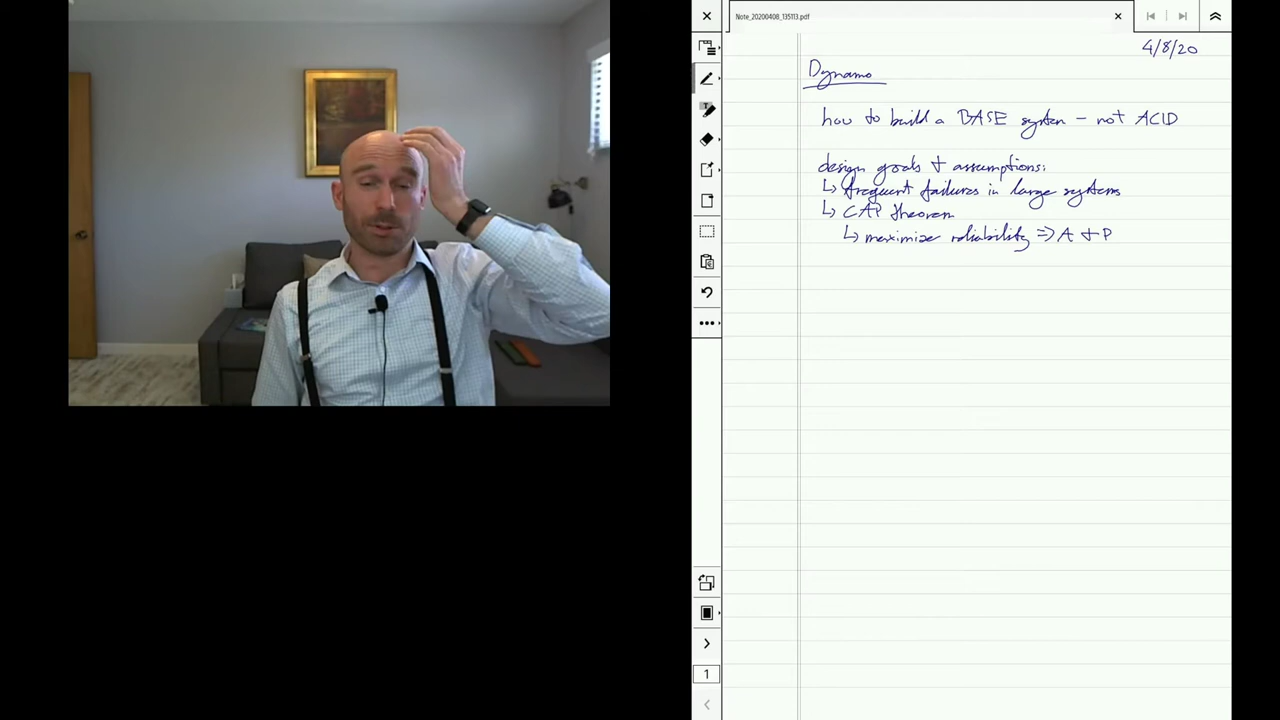 Note_20200408_135113.pdf
4/8/20
Dynamo
how to build a BASE system - not ACID
design goals + assumptions:
↳ frequent failures in large systems
↳ CAP theorem
↳ maximize reliability => A + P
1